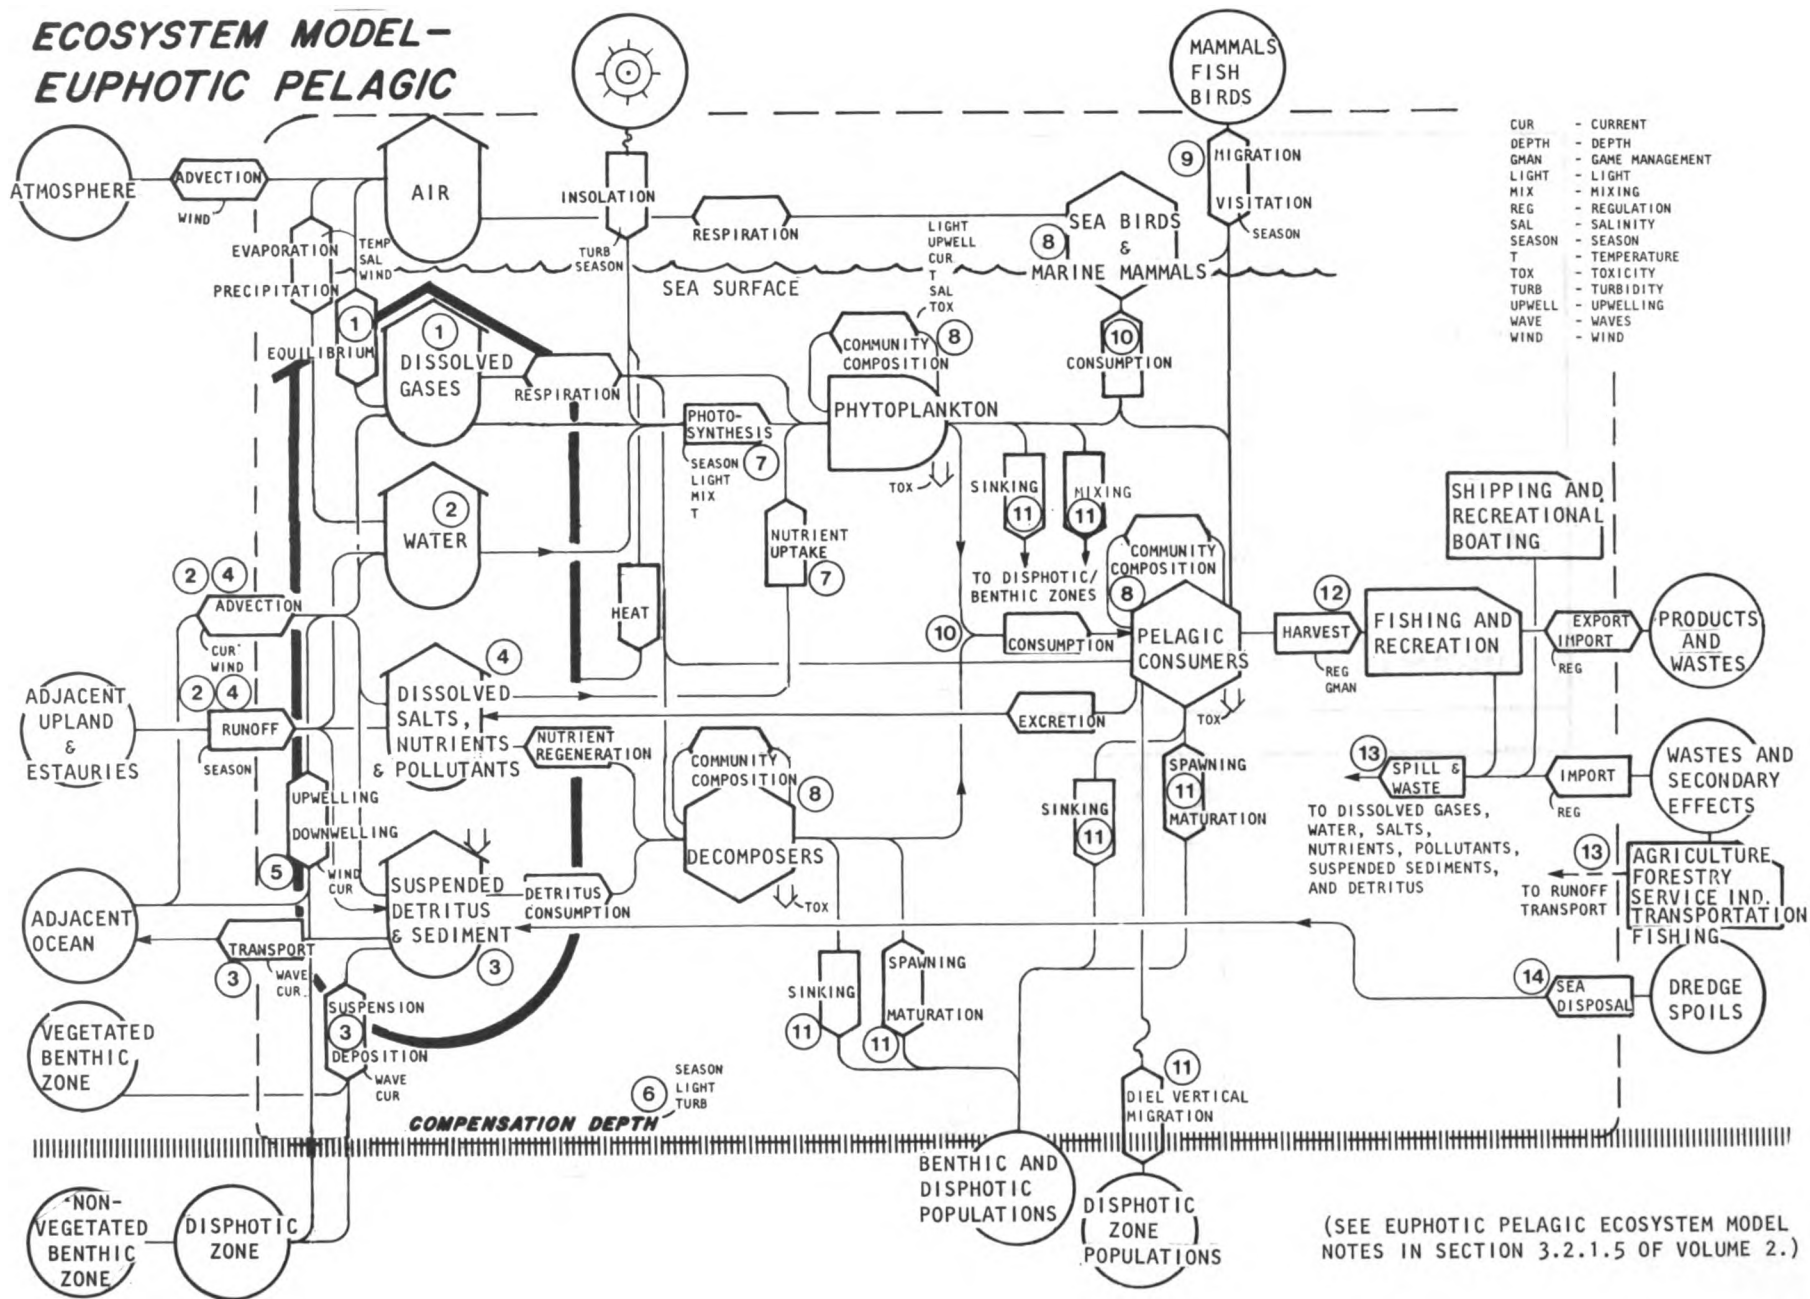 ECOSYSTEM MODEL-
EUPHOTIC PELAGIC
MAMMALS
FISH
BIRDS
CUR - CURRENT
DEPTH - DEPTH
GMAN - GAME MANAGEMENT
LIGHT - LIGHT
MIX - MIXING
REG - REGULATION
SAL - SALINITY
SEASON - SEASON
T - TEMPERATURE
TOX - TOXICITY
TURB - TURBIDITY
UPWELL - UPWELLING
WAVE - WAVES
WIND - WIND
ATMOSPHERE
ADVECTION
WIND
AIR
INSOLATION
TURB
SEASON
RESPIRATION
9
MIGRATION
VISITATION
SEASON
8
SEA BIRDS
&
MARINE MAMMALS
EVAPORATION
PRECIPITATION
TEMP
SAL
WIND
SEA SURFACE
LIGHT
UPWELL
CUR
T
SAL
TOX
1
EQUILIBRIUM
1
DISSOLVED
GASES
RESPIRATION
COMMUNITY
COMPOSITION
8
10
CONSUMPTION
PHOTO-
SYNTHESIS
SEASON
LIGHT
MIX
T
7
PHYTOPLANKTON
TOX
SINKING
11
MIXING
11
TO DISPHOTIC/
BENTHIC ZONES
2
WATER
NUTRIENT
UPTAKE
7
HEAT
COMMUNITY
COMPOSITION
8
PELAGIC
CONSUMERS
TOX
10
CONSUMPTION
12
HARVEST
REG
GMAN
FISHING AND
RECREATION
SHIPPING AND
RECREATIONAL
BOATING
EXPORT
IMPORT
REG
PRODUCTS
AND
WASTES
2 4
ADVECTION
CUR
WIND
2 4
RUNOFF
SEASON
ADJACENT
UPLAND
&
ESTAURIES
4
DISSOLVED
SALTS,
NUTRIENTS
& POLLUTANTS
NUTRIENT
REGENERATION
EXCRETION
COMMUNITY
COMPOSITION
8
DECOMPOSERS
TOX
SINKING
11
SPAWNING
11
MATURATION
13
SPILL &
WASTE
TO DISSOLVED GASES,
WATER, SALTS,
NUTRIENTS, POLLUTANTS,
SUSPENDED SEDIMENTS,
AND DETRITUS
IMPORT
REG
WASTES AND
SECONDARY
EFFECTS
13
TO RUNOFF
TRANSPORT
AGRICULTURE
FORESTRY
SERVICE IND.
TRANSPORTATION
FISHING
UPWELLING
DOWNWELLING
5
WIND
CUR
ADJACENT
OCEAN
TRANSPORT
3
WAVE
CUR
SUSPENDED
DETRITUS
& SEDIMENT
3
DETRITUS
CONSUMPTION
SUSPENSION
3
DEPOSITION
WAVE
CUR
VEGETATED
BENTHIC
ZONE
SINKING
11
SPAWNING
MATURATION
11
14
SEA
DISPOSAL
DREDGE
SPOILS
11
DIEL VERTICAL
MIGRATION
6
SEASON
LIGHT
TURB
COMPENSATION DEPTH
NON-
VEGETATED
BENTHIC
ZONE
DISPHOTIC
ZONE
BENTHIC AND
DISPHOTIC
POPULATIONS
DISPHOTIC
ZONE
POPULATIONS
(SEE EUPHOTIC PELAGIC ECOSYSTEM MODEL
NOTES IN SECTION 3.2.1.5 OF VOLUME 2.)